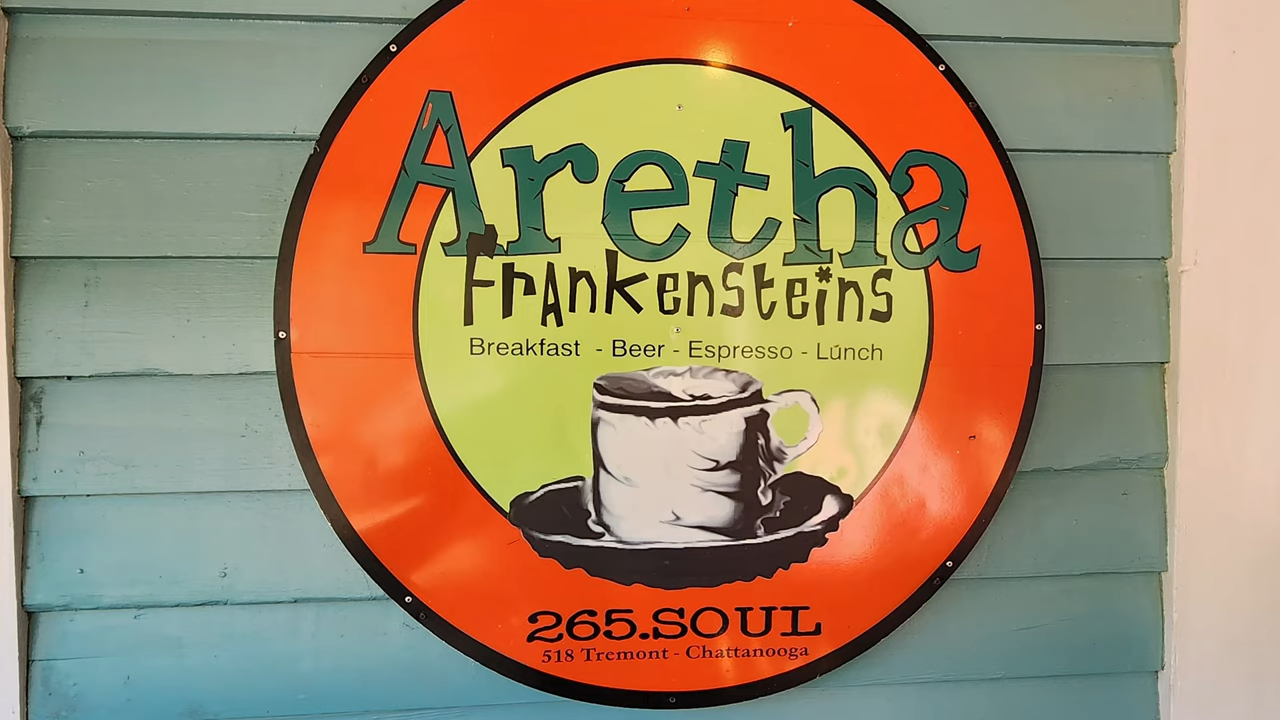 Aretha
FrAnkensteins
Breakfast - Beer - Espresso - Lúnch
265.SOUL
518 Tremont - Chattanooga